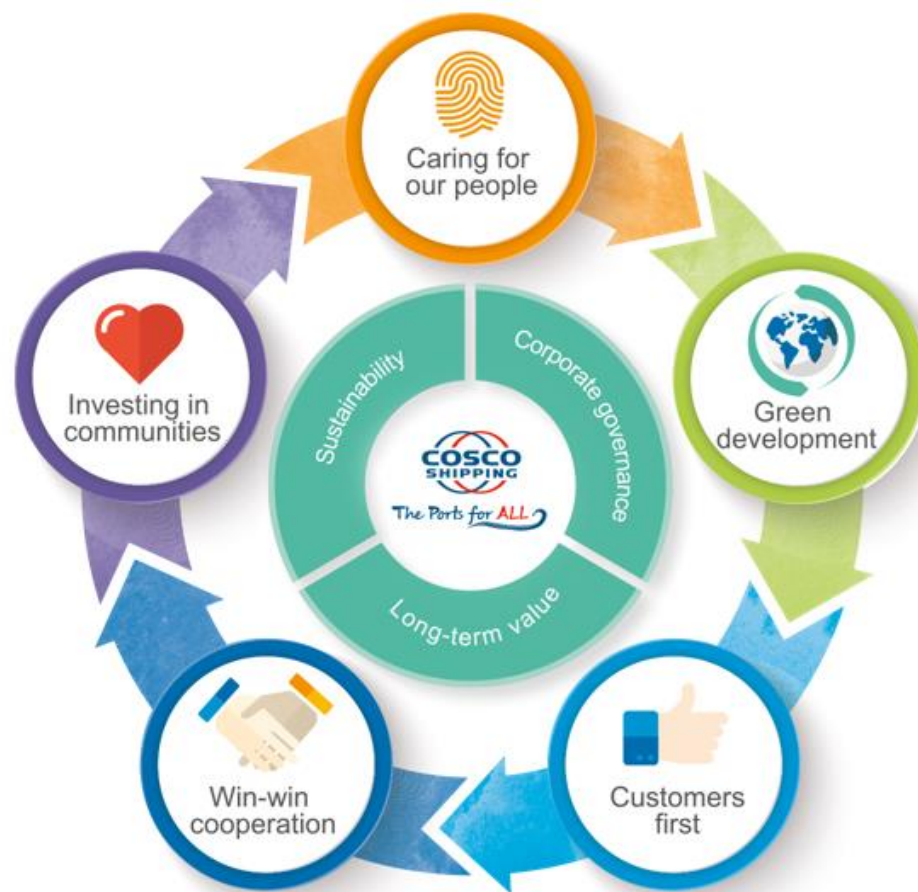 Caring for
our people
Investing in
communities
Green
development
Sustainability
Corporate governance
COSCO
SHIPPING
The Ports for ALL
Long-term value
Win-win
cooperation
Customers
first